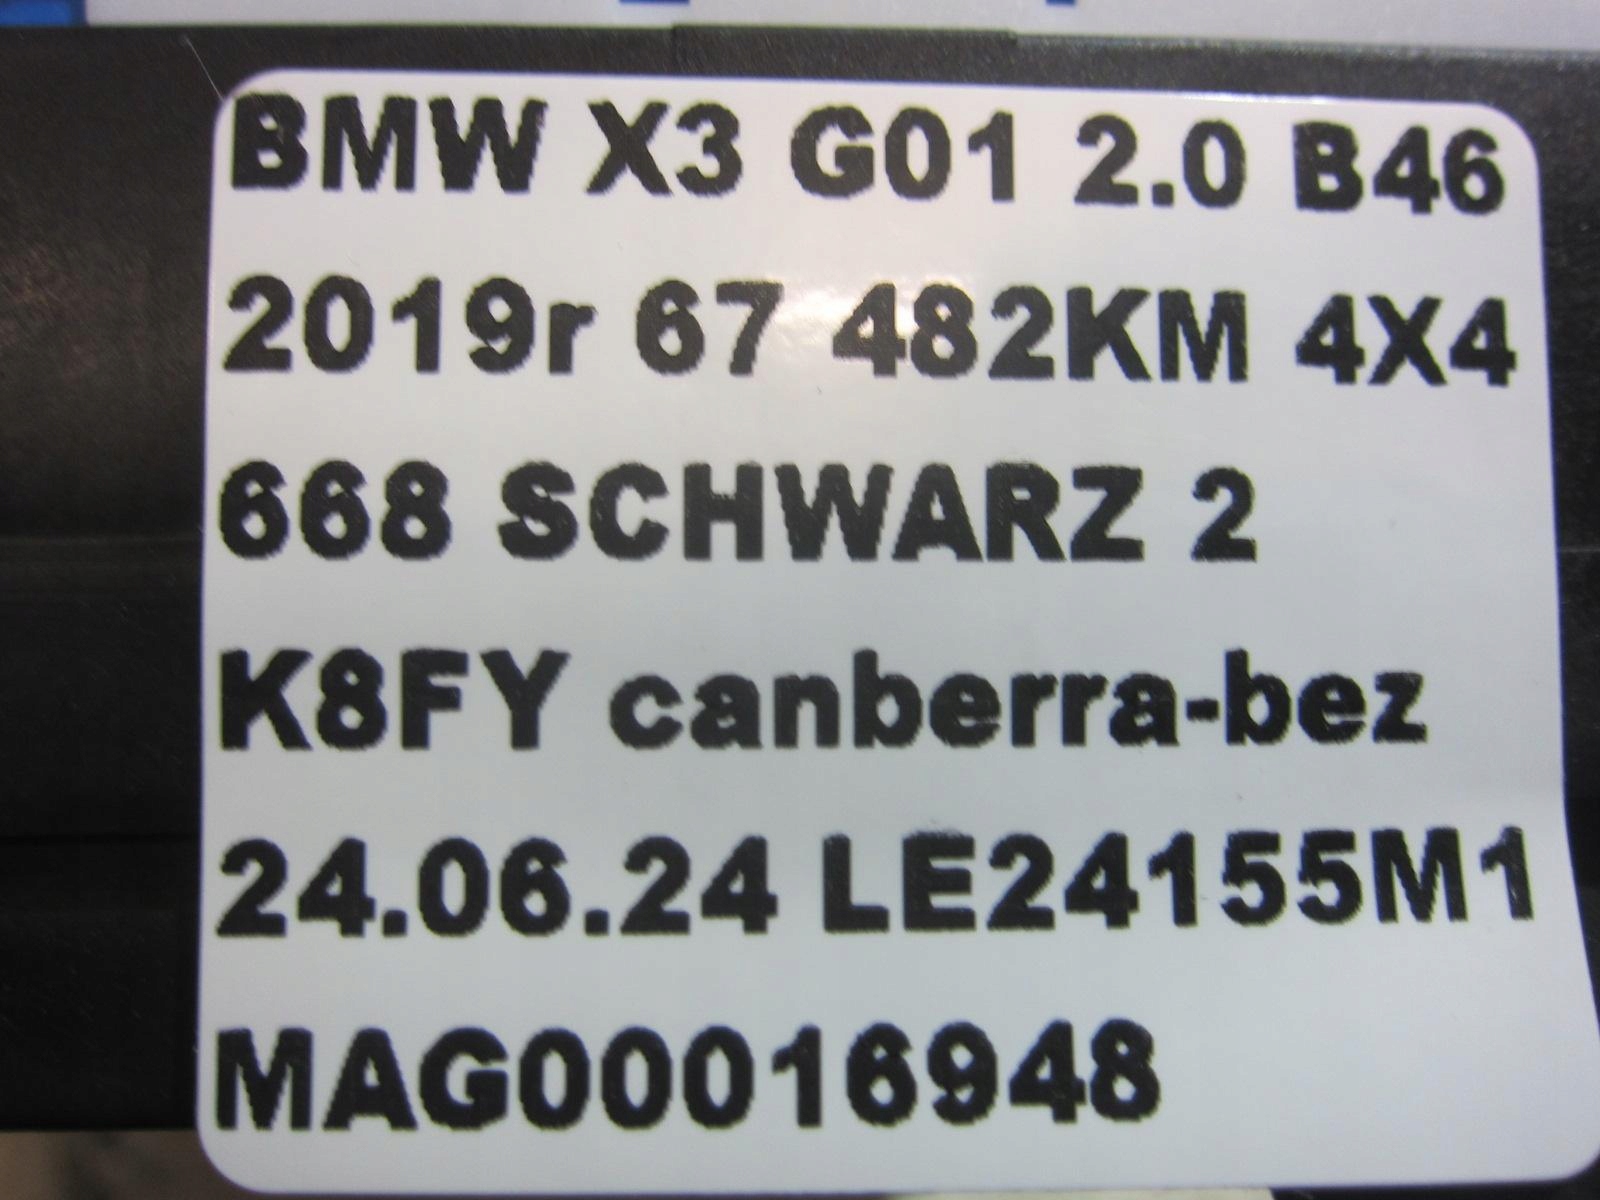 BMW X3 G01 2.0 B46
2019r 67 482KM 4X4
668 SCHWARZ 2
K8FY canberra-bez
24.06.24 LE24155M1
MAG00016948